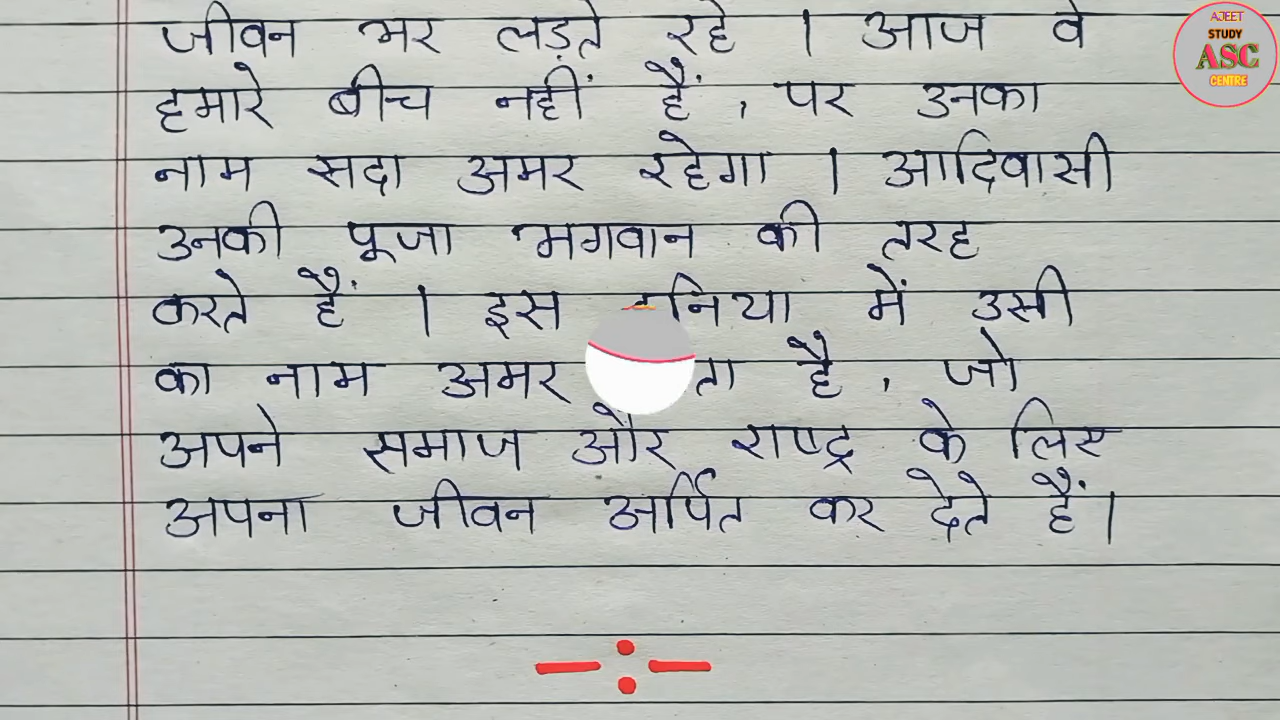 जीवन भर लड़ते रहे । आज वे
हमारे बीच नहीं हैं , पर उनका
नाम सदा अमर रहेगा । आदिवासी
उनकी पूजा भगवान की तरह
करते हैं । इस में उसी
का नाम अमर है , जो
अपने समाज और राष्ट्र के लिए
अपना जीवन अर्पित कर देते हैं।
AJEET
STUDY
ASC
CENTRE